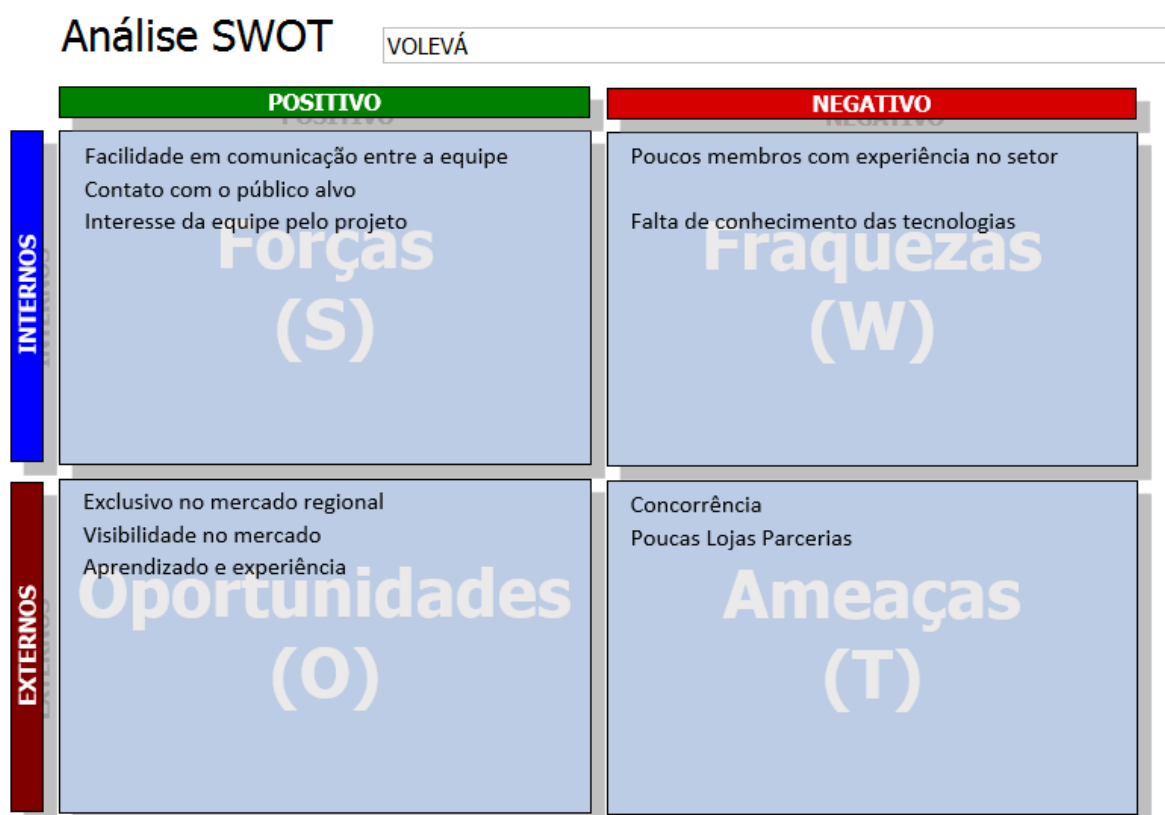 Análise SWOT
VOLEVÁ
POSITIVO
NEGATIVO
INTERNOS
Facilidade em comunicação entre a equipe
Contato com o público alvo
Interesse da equipe pelo projeto
Forças
(S)
Poucos membros com experiência no setor
Falta de conhecimento das tecnologias
Fraquezas
(W)
EXTERNOS
Exclusivo no mercado regional
Visibilidade no mercado
Aprendizado e experiência
Oportunidades
(O)
Concorrência
Poucas Lojas Parcerias
Ameaças
(T)